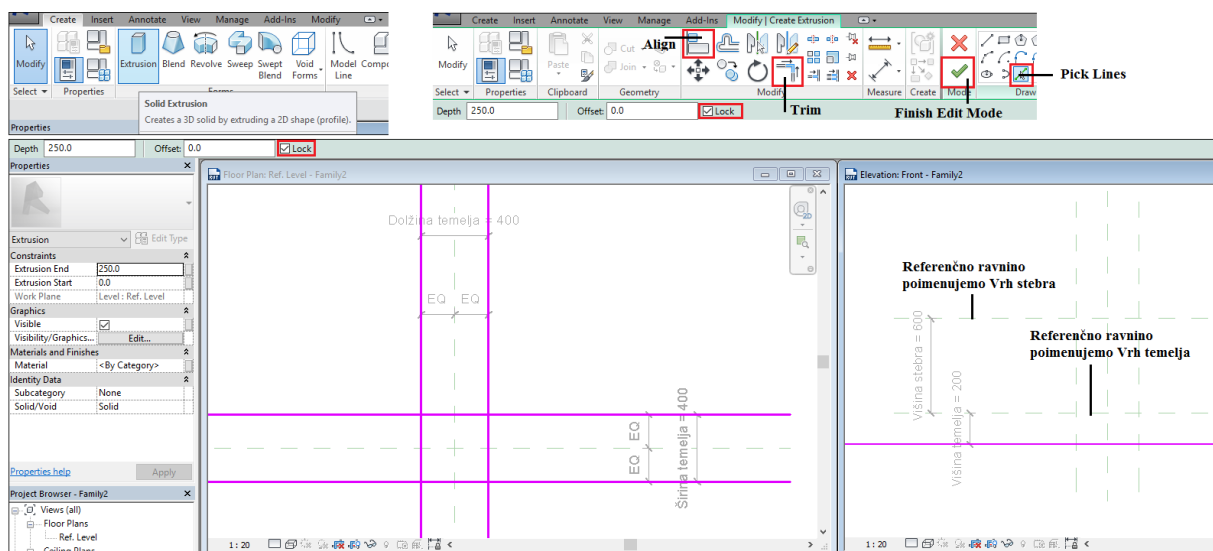 Create Insert Annotate View Manage Add-Ins Modify
Modify
Extrusion Blend Revolve Sweep Swept Blend Void Forms Model Line
Select Properties Forms
Solid Extrusion
Creates a 3D solid by extruding a 2D shape (profile).
Properties
Create Insert Annotate View Manage Add-Ins Modify | Create Extrusion
Modify
Paste
Cut
Join
Align
Trim
Finish Edit Mode
Pick Lines
Select Properties Clipboard Geometry Modify Measure Create Mode Draw
Depth 250.0 Offset: 0.0 Lock
Depth 250.0 Offset: 0.0 Lock
Properties
Extrusion Edit Type
Constraints
Extrusion End 250.0
Extrusion Start 0.0
Work Plane Level : Ref. Level
Graphics
Visible
Visibility/Graphics... Edit...
Materials and Finishes
Material <By Category>
Identity Data
Subcategory None
Solid/Void Solid
Properties help Apply
Project Browser - Family2
Views (all)
Floor Plans
Ref. Level
Ceiling Plans
Floor Plan: Ref. Level - Family2
2D
Dolžina temelja = 400
EQ EQ
EQ
EQ
Širina temelja = 400
1 : 20
Elevation: Front - Family2
Referenčno ravnino
poimenujemo Vrh stebra
Referenčno ravnino
poimenujemo Vrh temelja
Višina stebra = 600
Višina temelja = 200
1 : 20